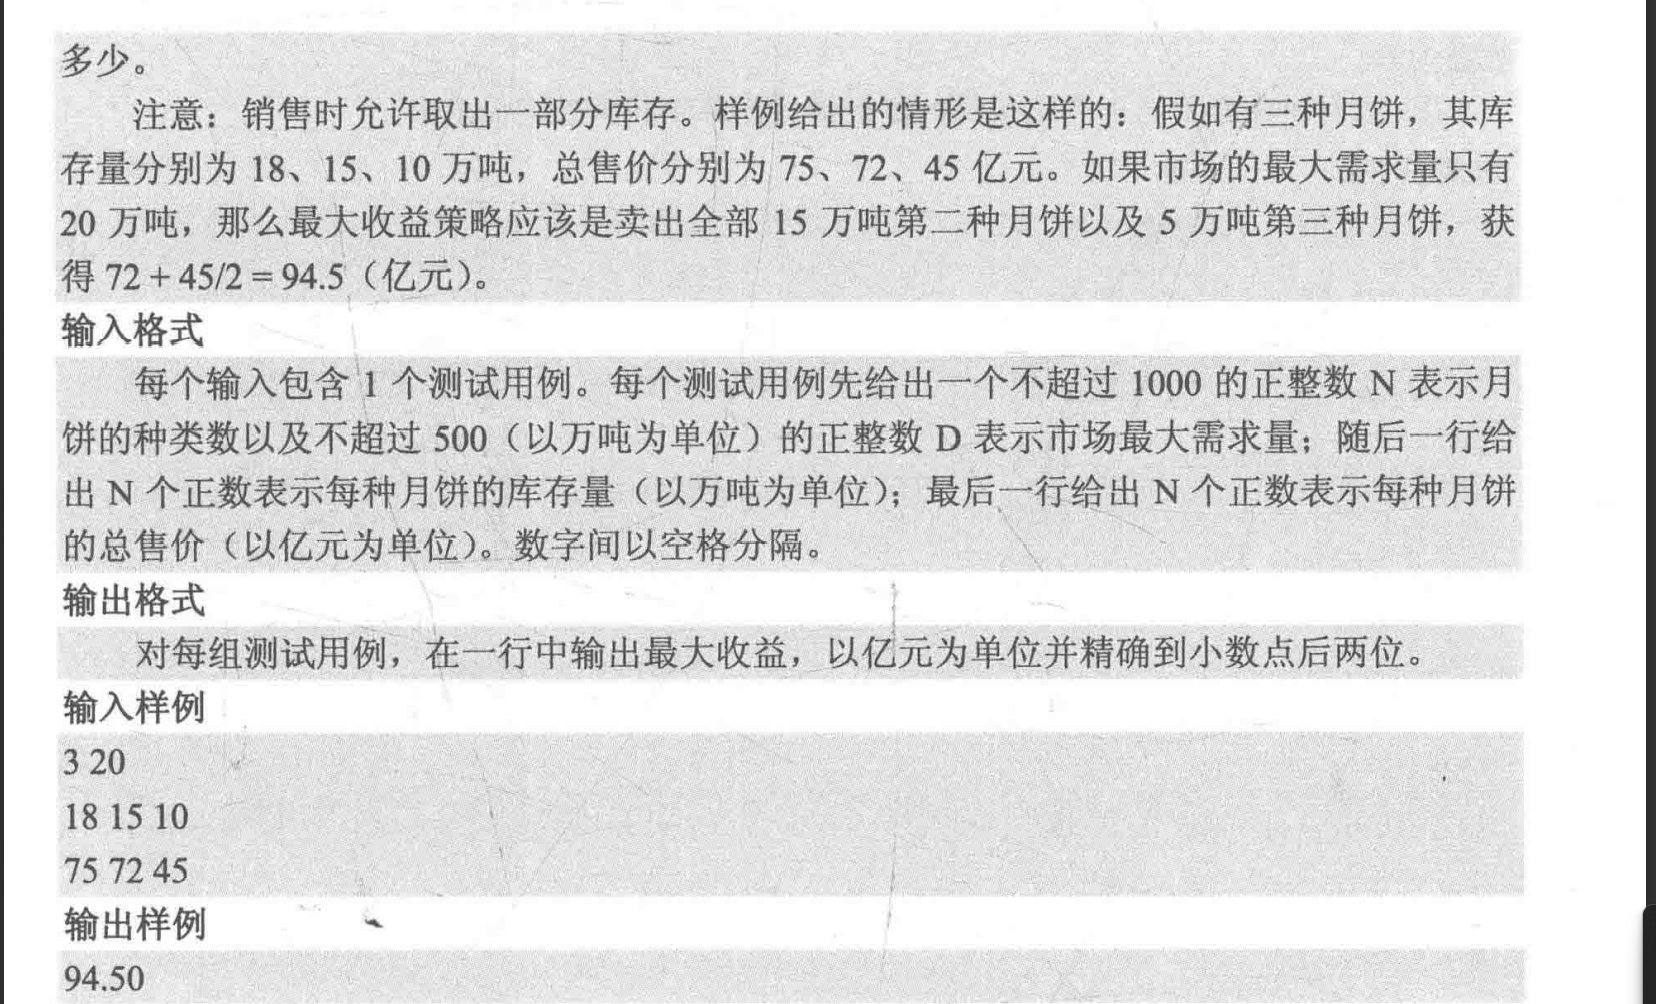 多少。
注意：销售时允许取出一部分库存。样例给出的情形是这样的：假如有三种月饼，其库
存量分别为 18、15、10 万吨，总售价分别为 75、72、45 亿元。如果市场的最大需求量只有
20 万吨，那么最大收益策略应该是卖出全部 15 万吨第二种月饼以及 5 万吨第三种月饼，获
得 72 + 45/2 = 94.5（亿元）。
输入格式
每个输入包含 1 个测试用例。每个测试用例先给出一个不超过 1000 的正整数 N 表示月
饼的种类数以及不超过 500（以万吨为单位）的正整数 D 表示市场最大需求量；随后一行给
出 N 个正数表示每种月饼的库存量（以万吨为单位）；最后一行给出 N 个正数表示每种月饼
的总售价（以亿元为单位）。数字间以空格分隔。
输出格式
对每组测试用例，在一行中输出最大收益，以亿元为单位并精确到小数点后两位。
输入样例
3 20
18 15 10
75 72 45
输出样例
94.50